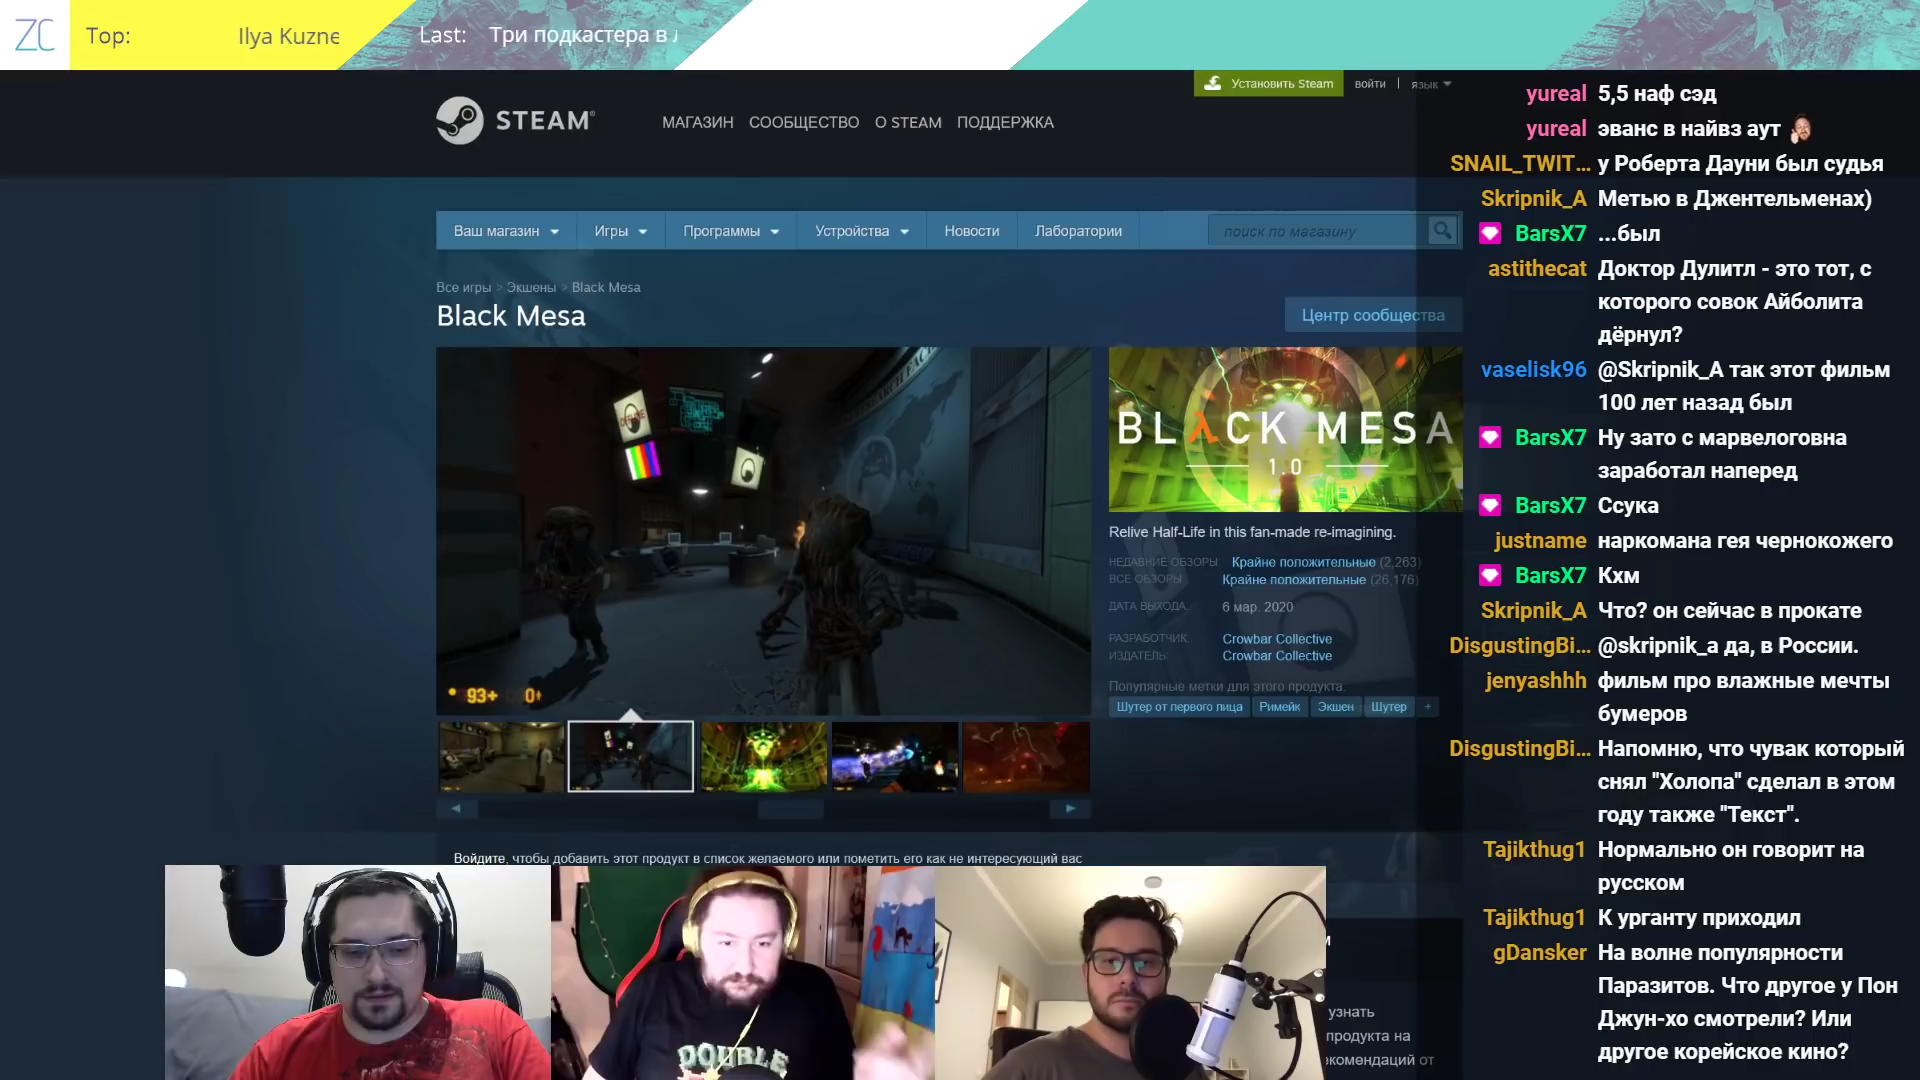 ZC Top: Ilya Kuzne Last: Три подкастера в
Установить Steam войти | язык
STEAM® МАГАЗИН СООБЩЕСТВО О STEAM ПОДДЕРЖКА
Ваш магазин Игры Программы Устройства Новости Лаборатории поиск по магазину
Все игры > Экшены > Black Mesa
Black Mesa
Центр сообщества
OFFLINE
93+ 0
BLλCK MESA
1.0
Relive Half-Life in this fan-made re-imagining.
НЕДАВНИЕ ОБЗОРЫ: Крайне положительные (2,263)
ВСЕ ОБЗОРЫ: Крайне положительные (26,176)
ДАТА ВЫХОДА: 6 мар. 2020
РАЗРАБОТЧИК: Crowbar Collective
ИЗДАТЕЛЬ: Crowbar Collective
Популярные метки для этого продукта:
Шутер от первого лица Римейк Экшен Шутер +
Войдите, чтобы добавить этот продукт в список желаемого или пометить его как не интересующий вас
узнать
продукта на
екомендаций от
DOUBLE
yureal 5,5 наф сэд
yureal эванс в найвз аут
SNAIL_TWIT... у Роберта Дауни был судья
Skripnik_A Метью в Джентельменах)
BarsX7 ...был
astithecat Доктор Дулитл - это тот, с
которого совок Айболита
дёрнул?
vaselisk96 @Skripnik_A так этот фильм
100 лет назад был
BarsX7 Ну зато с марвелоговна
заработал наперед
BarsX7 Ссука
justname наркомана гея чернокожего
BarsX7 Кхм
Skripnik_A Что? он сейчас в прокате
DisgustingBi... @skripnik_a да, в России.
jenyashhh фильм про влажные мечты
бумеров
DisgustingBi... Напомню, что чувак который
снял "Холопа" сделал в этом
году также "Текст".
Tajikthug1 Нормально он говорит на
русском
Tajikthug1 К урганту приходил
gDansker На волне популярности
Паразитов. Что другое у Пон
Джун-хо смотрели? Или
другое корейское кино?